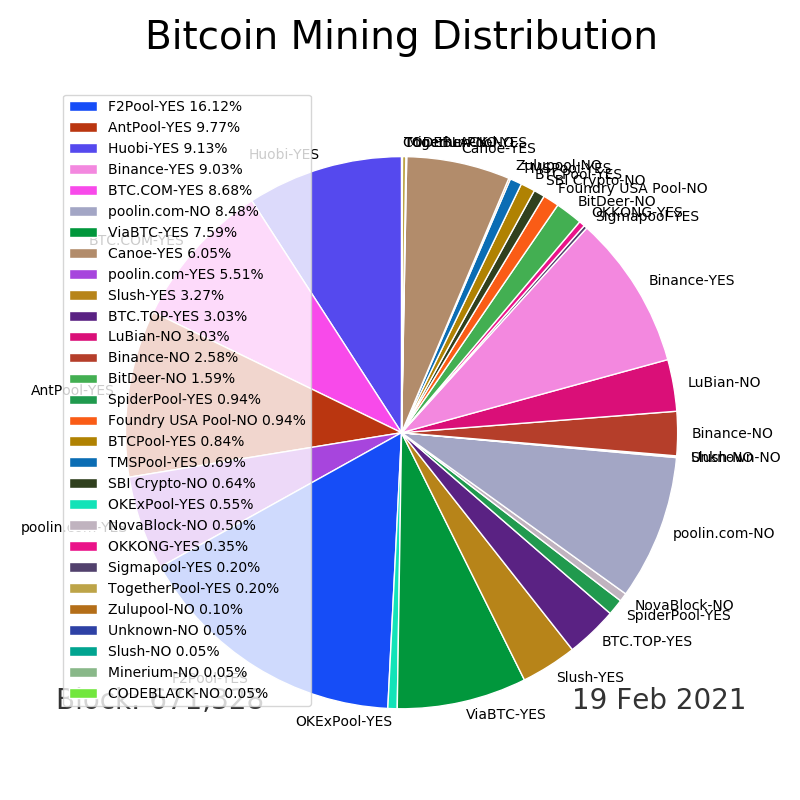 Bitcoin Mining Distribution
F2Pool-YES 16.12%
AntPool-YES 9.77%
Huobi-YES 9.13%
Binance-YES 9.03%
BTC.COM-YES 8.68%
poolin.com-NO 8.48%
ViaBTC-YES 7.59%
Canoe-YES 6.05%
poolin.com-YES 5.51%
Slush-YES 3.27%
BTC.TOP-YES 3.03%
LuBian-NO 3.03%
Binance-NO 2.58%
BitDeer-NO 1.59%
SpiderPool-YES 0.94%
Foundry USA Pool-NO 0.94%
BTCPool-YES 0.84%
TMSPool-YES 0.69%
SBI Crypto-NO 0.64%
OKExPool-YES 0.55%
NovaBlock-NO 0.50%
OKKONG-YES 0.35%
Sigmapool-YES 0.20%
TogetherPool-YES 0.20%
Zulupool-NO 0.10%
Unknown-NO 0.05%
Slush-NO 0.05%
Minerium-NO 0.05%
CODEBLACK-NO 0.05%
Canoe-YES
Zulupool-NO
TMSPool-YES
BTCPool-YES
SBI Crypto-NO
Foundry USA Pool-NO
BitDeer-NO
OKKONG-YES
Sigmapool-YES
Binance-YES
LuBian-NO
Binance-NO
poolin.com-NO
NovaBlock-NO
SpiderPool-YES
BTC.TOP-YES
Slush-YES
ViaBTC-YES
OKExPool-YES
F2Pool-YES
AntPool-YES
BTC.COM-YES
Huobi-YES
Block: 671,328
19 Feb 2021